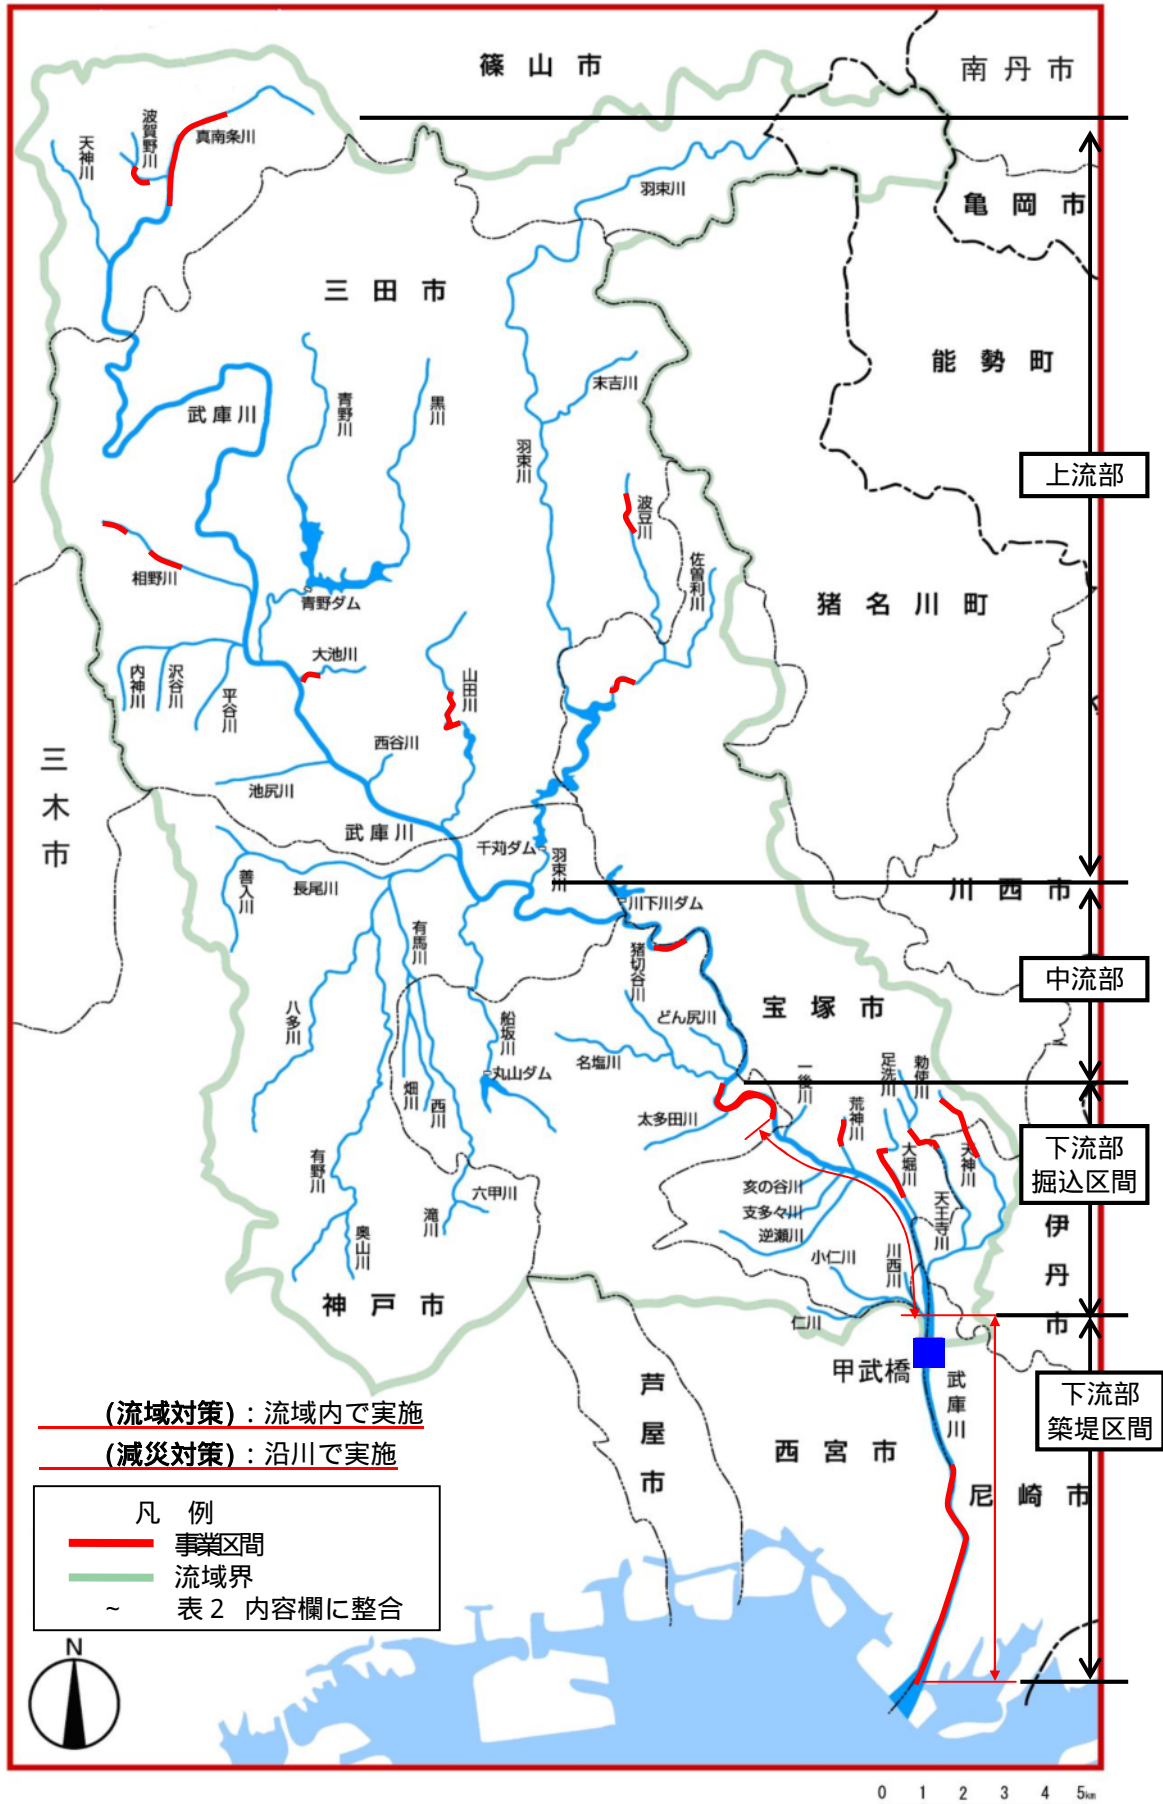 篠山市
南丹市
波賀野川
天神川
真南条川
羽束川
亀岡市
三田市
能勢町
末吉川
武庫川
青野川
黒川
羽束川
上流部
波豆川
佐曽利川
相野川
青野ダム
猪名川町
大池川
内神川
沢谷川
平谷川
山田川
西谷川
三木市
池尻川
武庫川
千苅ダム
羽束川
善入川
長尾川
川西市
川下川ダム
有馬川
猪切谷川
中流部
八多川
船坂川
どん尻川
宝塚市
名塩川
丸山ダム
一後川
足洗川
勅使川
畑川
西川
太多田川
荒神川
大堀川
天神川
下流部
掘込区間
有野川
六甲川
滝川
亥の谷川
支多々川
逆瀬川
天王寺川
奥山川
小仁川
川西川
伊丹市
神戸市
仁川
甲武橋
武庫川
芦屋市
下流部
築堤区間
西宮市
尼崎市
(流域対策)：流域内で実施
(減災対策)：沿川で実施
凡 例
事業区間
流域界
~ 表2 内容欄に整合
N
0 1 2 3 4 5km